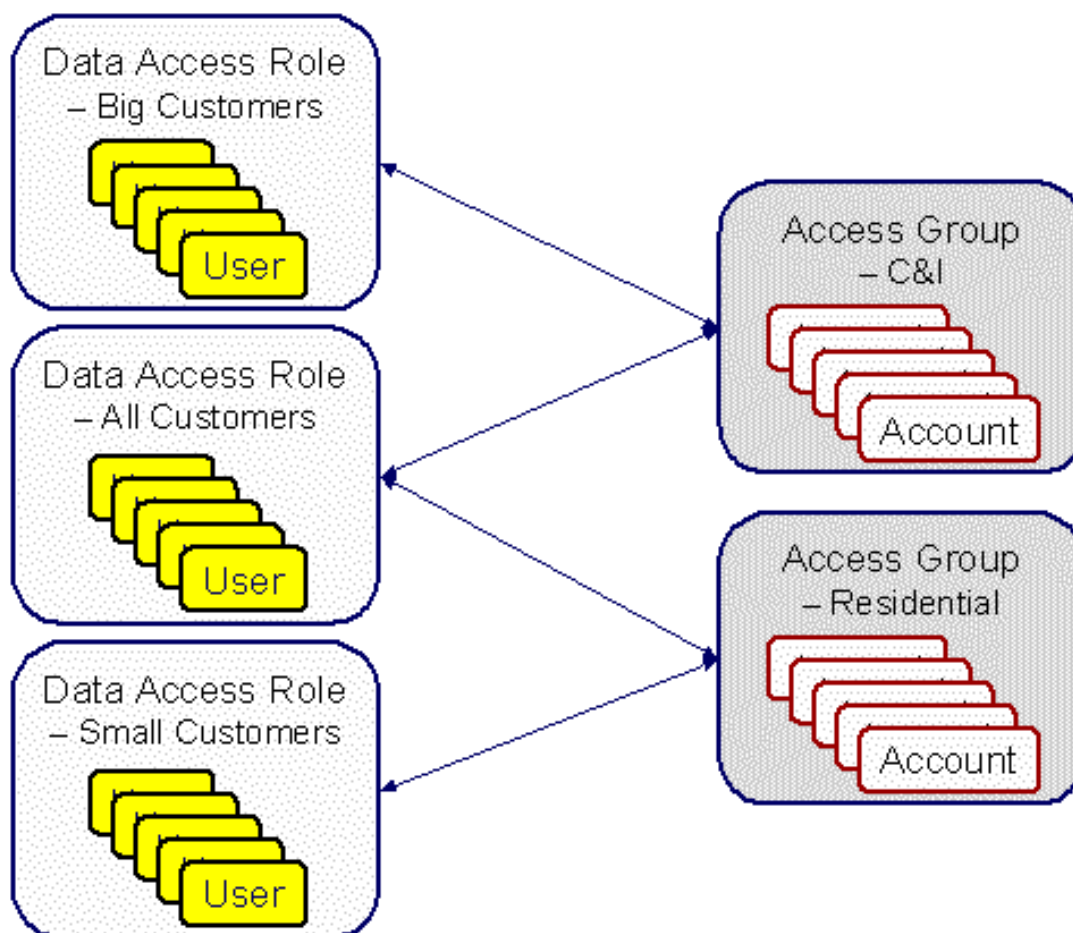 Data Access Role
– Big Customers
User
Data Access Role
– All Customers
User
Data Access Role
– Small Customers
User
Access Group
– C&I
Account
Access Group
– Residential
Account